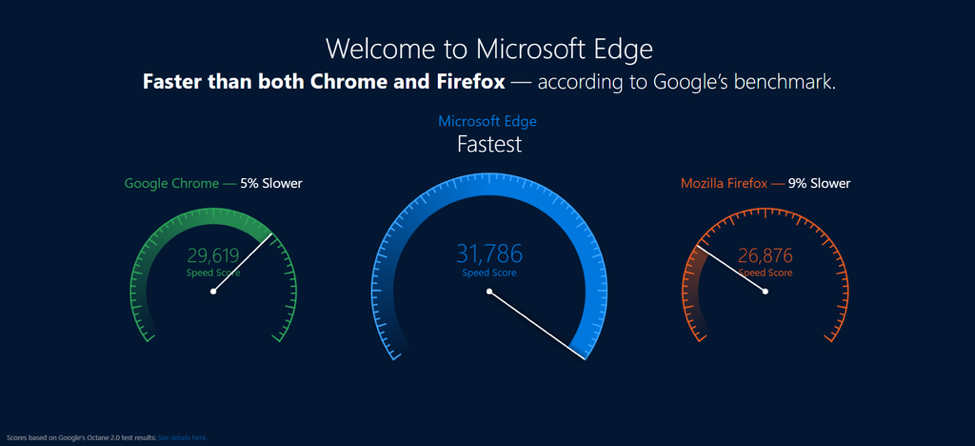 Welcome to Microsoft Edge
Faster than both Chrome and Firefox — according to Google's benchmark.
Microsoft Edge
Fastest
Google Chrome — 5% Slower
Mozilla Firefox — 9% Slower
29,619
Speed Score
31,786
Speed Score
26,876
Speed Score
Scores based on Google's Octane 2.0 test results: See details here.